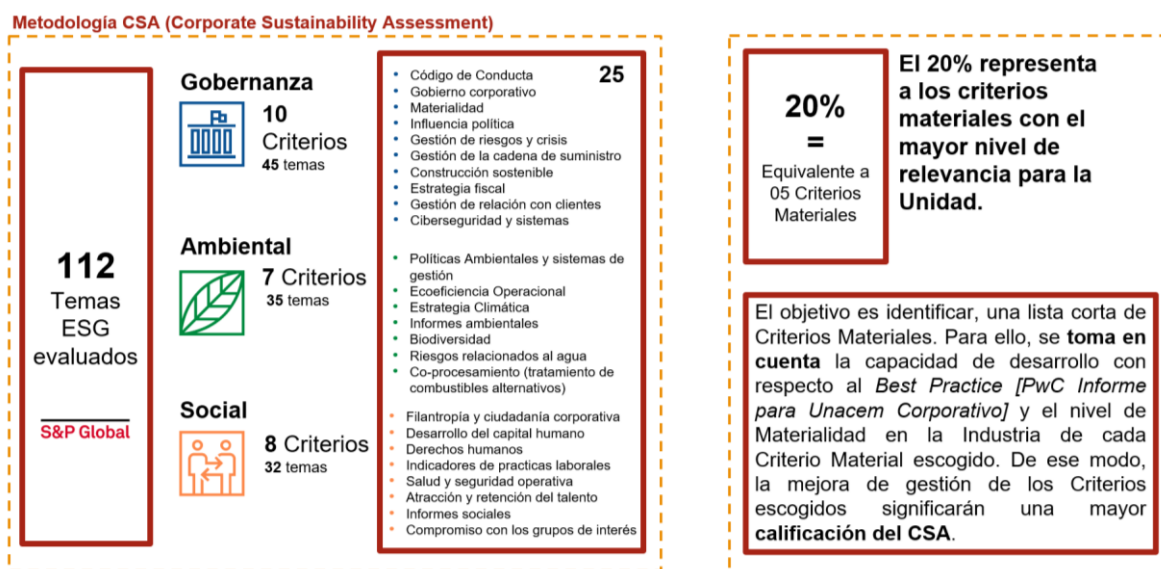 Metodología CSA (Corporate Sustainability Assessment)
112
Temas
ESG
evaluados
S&P Global
Gobernanza
10
Criterios
45 temas
Ambiental
7 Criterios
35 temas
Social
8 Criterios
32 temas
25
• Código de Conducta
• Gobierno corporativo
• Materialidad
• Influencia política
• Gestión de riesgos y crisis
• Gestión de la cadena de suministro
• Construcción sostenible
• Estrategia fiscal
• Gestión de relación con clientes
• Ciberseguridad y sistemas
• Políticas Ambientales y sistemas de
gestión
• Ecoeficiencia Operacional
• Estrategia Climática
• Informes ambientales
• Biodiversidad
• Riesgos relacionados al agua
• Co-procesamiento (tratamiento de
combustibles alternativos)
• Filantropía y ciudadanía corporativa
• Desarrollo del capital humano
• Derechos humanos
• Indicadores de practicas laborales
• Salud y seguridad operativa
• Atracción y retención del talento
• Informes sociales
• Compromiso con los grupos de interés
20%
=
Equivalente a
05 Criterios
Materiales
El 20% representa
a los criterios
materiales con el
mayor nivel de
relevancia para la
Unidad.
El objetivo es identificar, una lista corta de
Criterios Materiales. Para ello, se toma en
cuenta la capacidad de desarrollo con
respecto al Best Practice [PwC Informe
para Unacem Corporativo] y el nivel de
Materialidad en la Industria de cada
Criterio Material escogido. De ese modo,
la mejora de gestión de los Criterios
escogidos significarán una mayor
calificación del CSA.